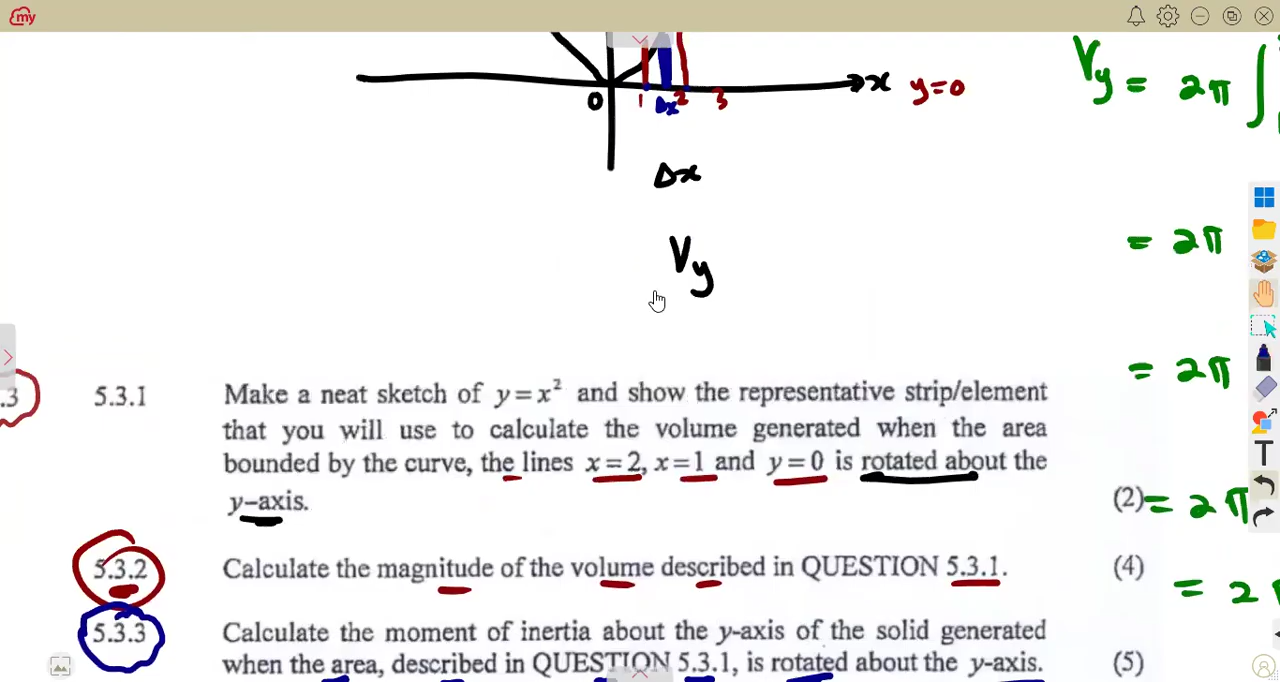 my
0 1 Δx 2 3 x y=0
V_y = 2π ∫
Δx
= 2π
V_y
= 2π
.3 5.3.1 Make a neat sketch of y = x² and show the representative strip/element
that you will use to calculate the volume generated when the area
bounded by the curve, the lines x = 2, x = 1 and y = 0 is rotated about the
y-axis. (2)
= 2π
5.3.2 Calculate the magnitude of the volume described in QUESTION 5.3.1. (4)
= 2
5.3.3 Calculate the moment of inertia about the y-axis of the solid generated
when the area, described in QUESTION 5.3.1, is rotated about the y-axis. (5)
T